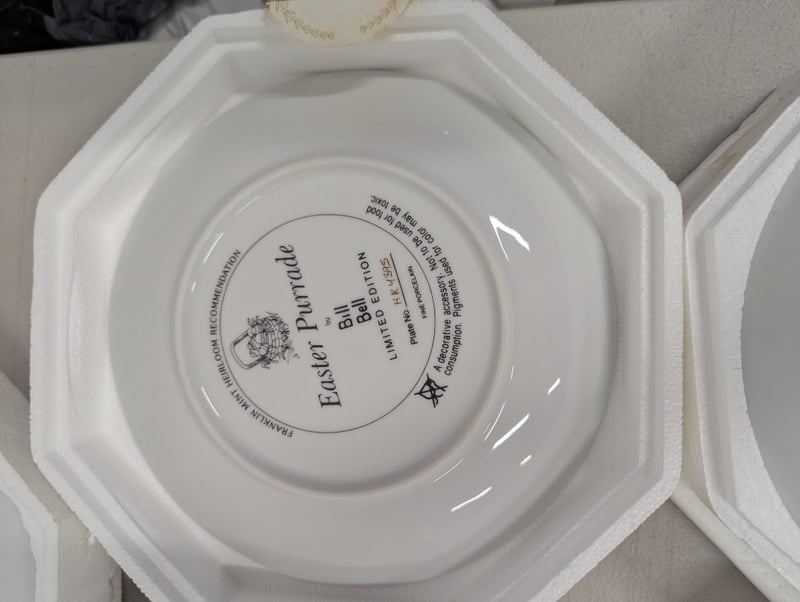 FRANKLIN MINT HEIRLOOM RECOMMENDATION
Easter Purrade
by
Bill
Bell
LIMITED EDITION
Plate No. HR4395
FINE PORCELAIN
A decorative accessory. Not to be used for food
consumption. Pigments used for color may be toxic.